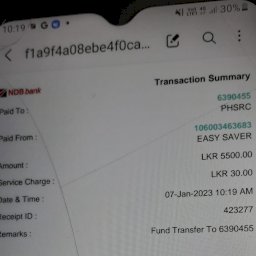 10:19 G 30%
f1a9f4a08ebe4f0ca...
Transaction Summary
NDB bank
Paid To : 6390455
PHSRC
Paid From : 106003463683
EASY SAVER
Amount : LKR 5500.00
Service Charge : LKR 30.00
Date & Time : 07-Jan-2023 10:19 AM
Receipt ID : 423277
Remarks : Fund Transfer To 6390455